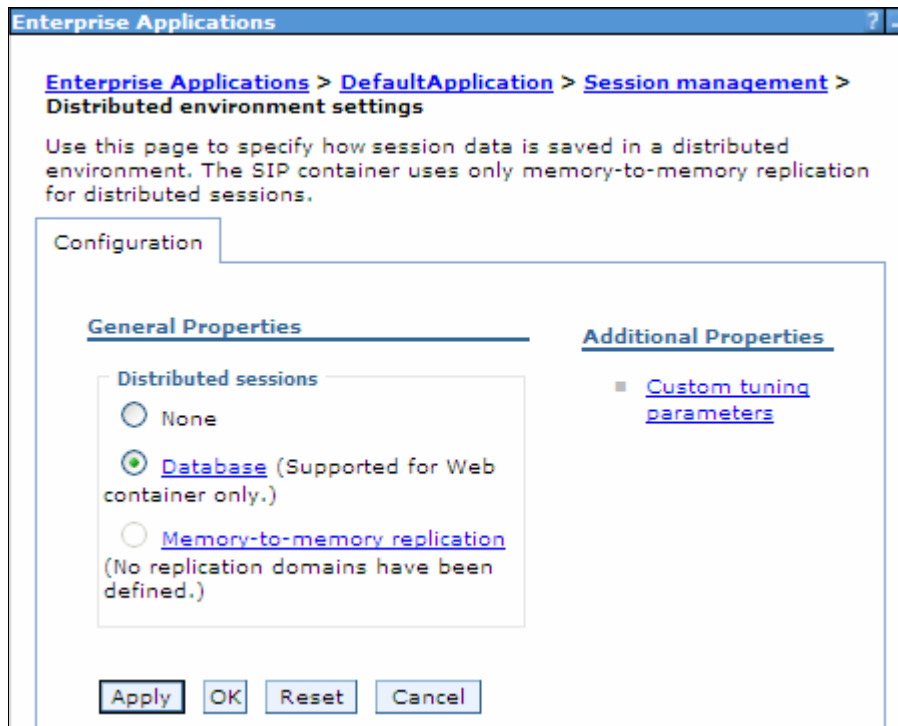 Enterprise Applications ? -
Enterprise Applications > DefaultApplication > Session management >
Distributed environment settings
Use this page to specify how session data is saved in a distributed
environment. The SIP container uses only memory-to-memory replication
for distributed sessions.
Configuration
General Properties
Distributed sessions
None
Database (Supported for Web
container only.)
Memory-to-memory replication
(No replication domains have been
defined.)
Additional Properties
Custom tuning
parameters
Apply OK Reset Cancel